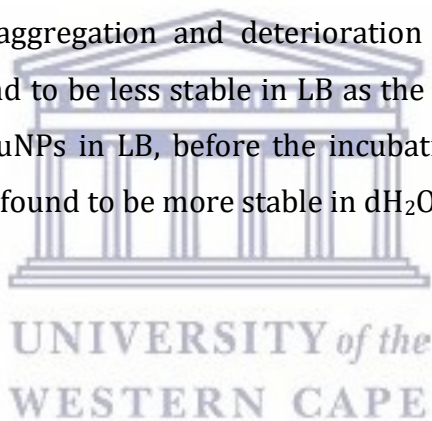 aggregation and deterioration
d to be less stable in LB as the
uNPs in LB, before the incubati
found to be more stable in dH₂O
UNIVERSITY of the
WESTERN CAPE